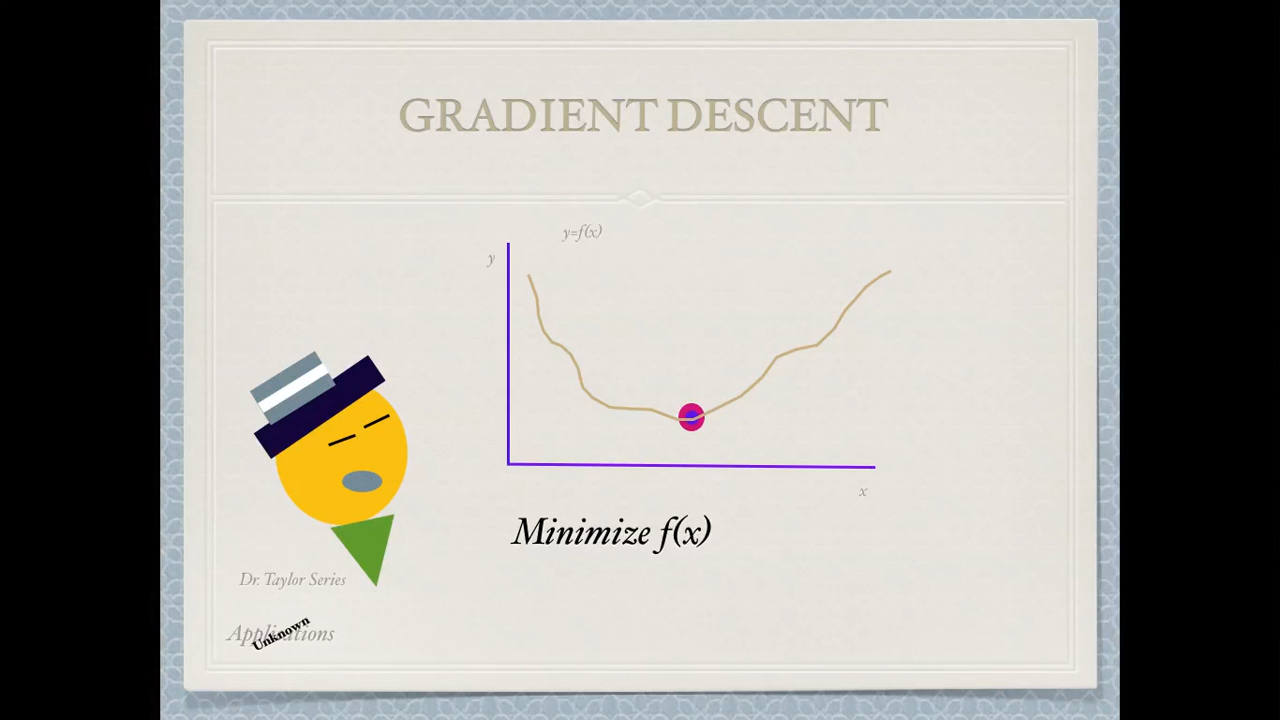 GRADIENT DESCENT
y=f(x)
y
x
Minimize f(x)
Dr. Taylor Series
Applications
Unknown